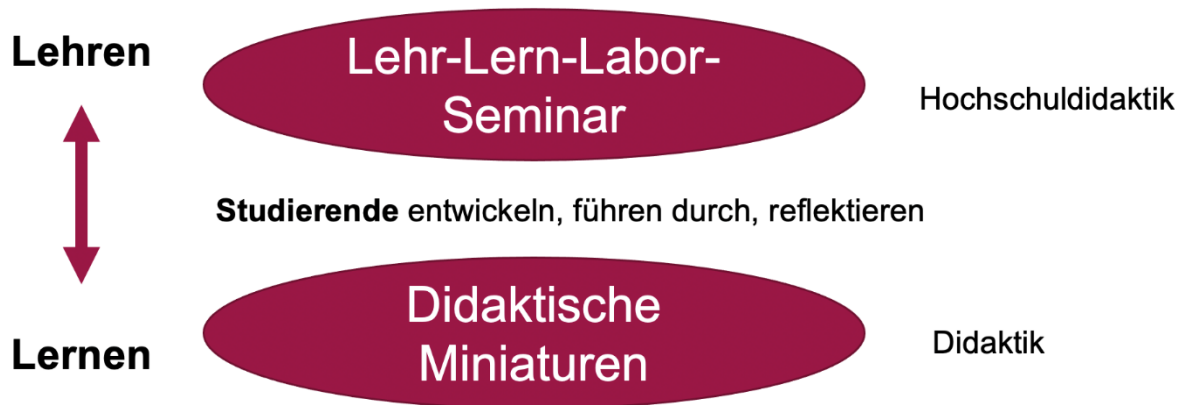 Lehren
Lehr-Lern-Labor-
Seminar
Hochschuldidaktik
Studierende entwickeln, führen durch, reflektieren
Lernen
Didaktische
Miniaturen
Didaktik